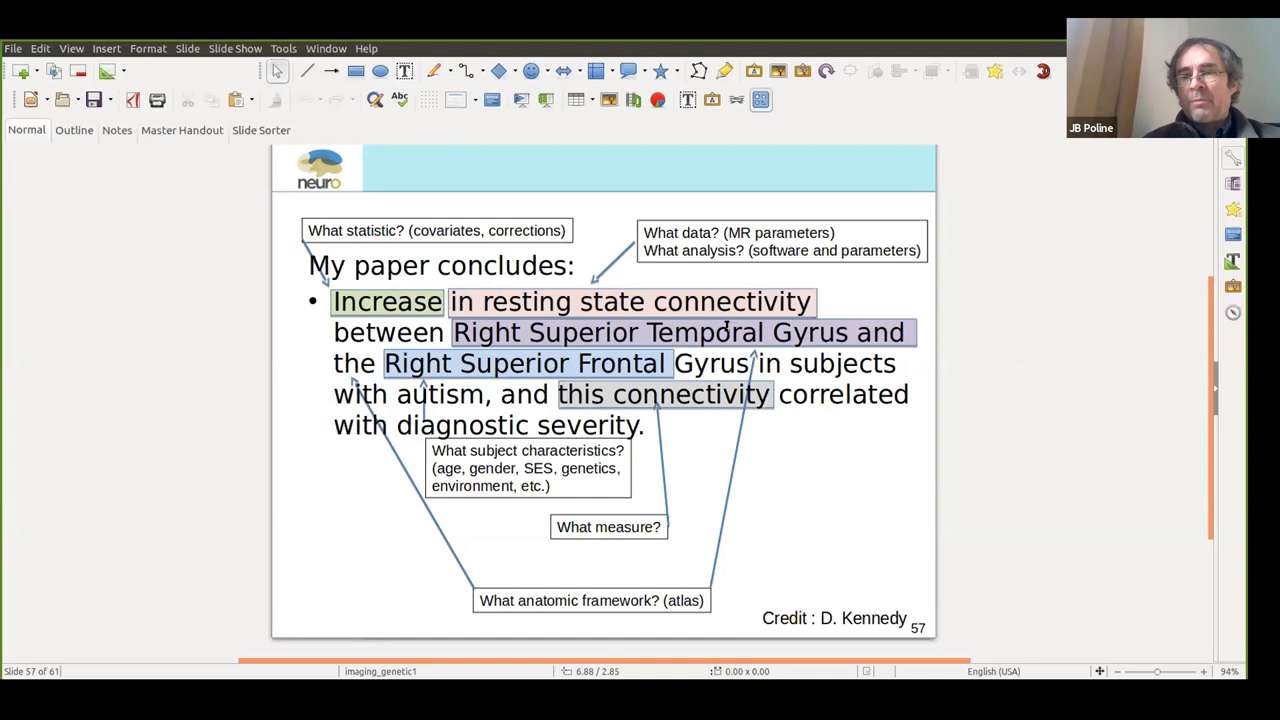 File Edit View Insert Format Slide Slide Show Tools Window Help
Abc
Normal Outline Notes Master Handout Slide Sorter
JB Poline
neuro
What statistic? (covariates, corrections)
What data? (MR parameters)
What analysis? (software and parameters)
My paper concludes:
• Increase in resting state connectivity
between Right Superior Temporal Gyrus and
the Right Superior Frontal Gyrus in subjects
with autism, and this connectivity correlated
with diagnostic severity.
What subject characteristics?
(age, gender, SES, genetics,
environment, etc.)
What measure?
What anatomic framework? (atlas)
Credit : D. Kennedy
57
Slide 57 of 61 imaging_genetic1 6.88 / 2.85 0.00 x 0.00 English (USA) 94%